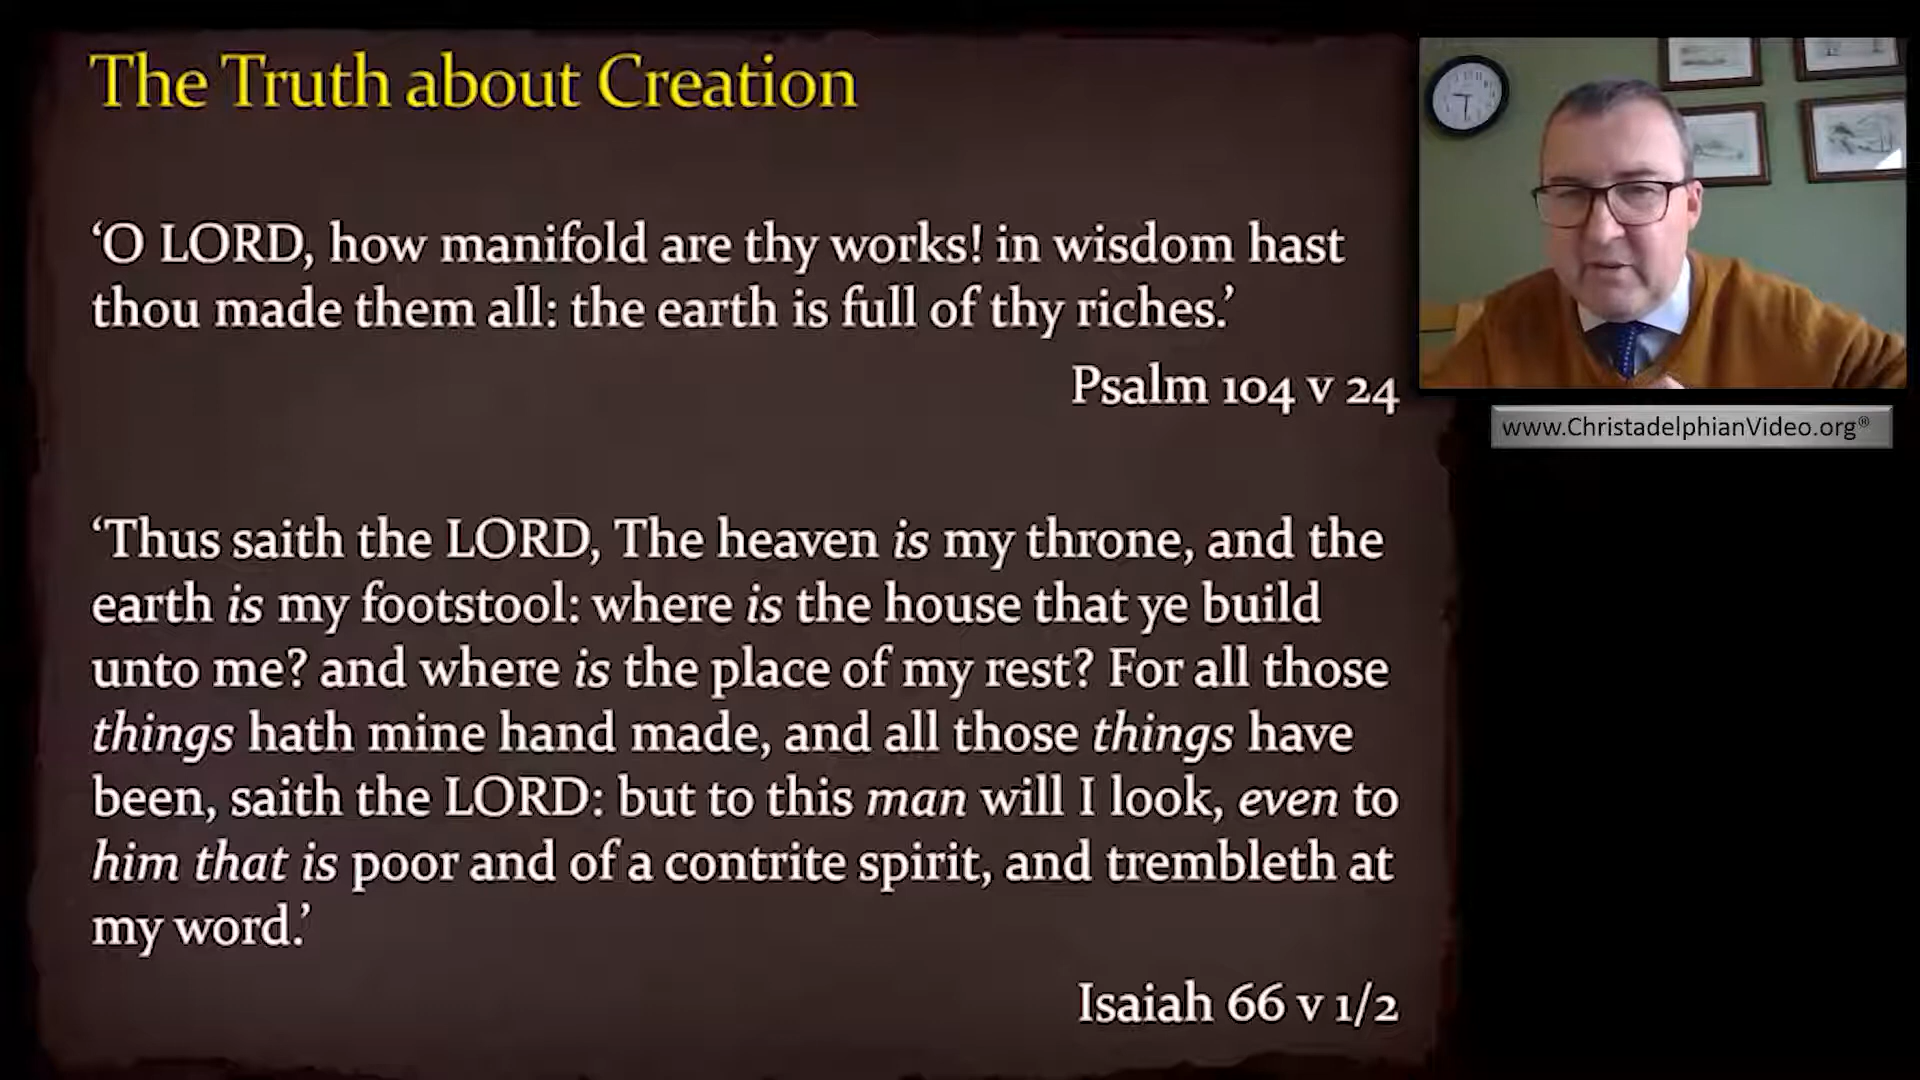 The Truth about Creation
‘O LORD, how manifold are thy works! in wisdom hast
thou made them all: the earth is full of thy riches.’
Psalm 104 v 24
www.ChristadelphianVideo.org®
‘Thus saith the LORD, The heaven is my throne, and the
earth is my footstool: where is the house that ye build
unto me? and where is the place of my rest? For all those
things hath mine hand made, and all those things have
been, saith the LORD: but to this man will I look, even to
him that is poor and of a contrite spirit, and trembleth at
my word.’
Isaiah 66 v 1/2